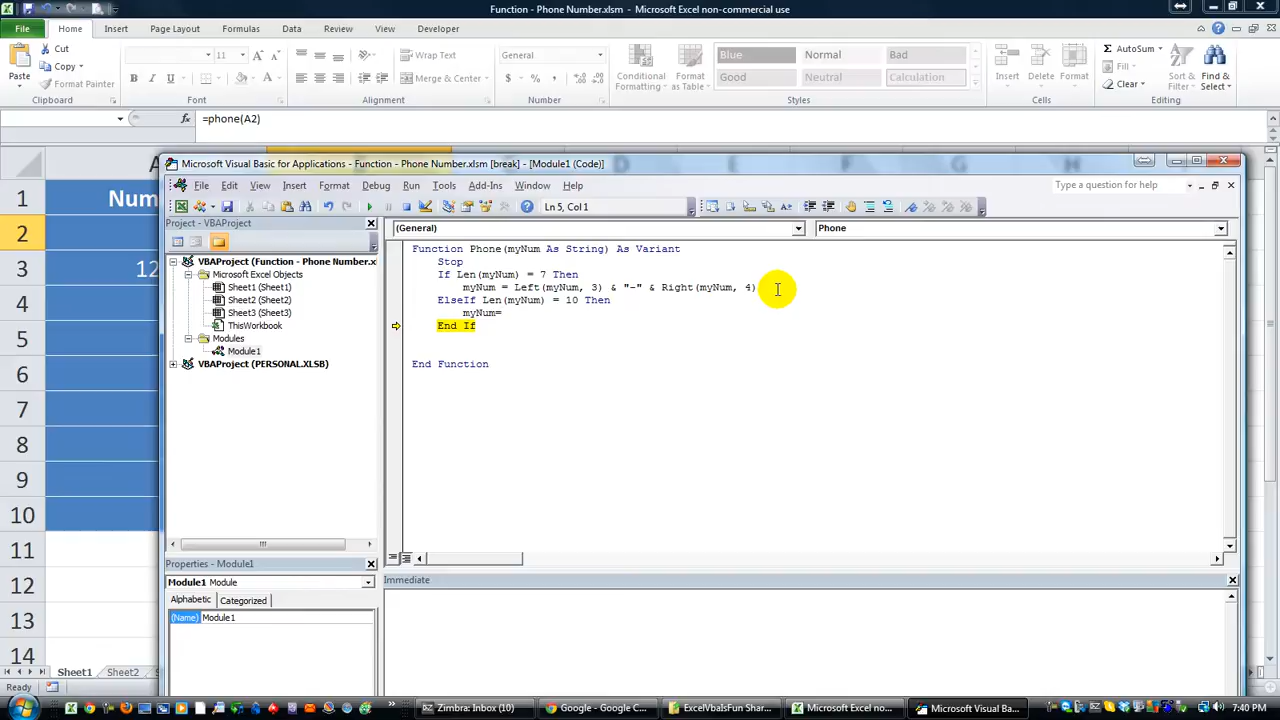 Function - Phone Number.xlsm - Microsoft Excel non-commercial use
File Home Insert Page Layout Formulas Data Review View Developer
Paste Cut Copy Format Painter
11
B I U A
Wrap Text
Merge & Center
General
$ % ,
Conditional Formatting
Format as Table
Blue Normal Bad
Good Neutral Calculation
Insert Delete Format
AutoSum Fill Clear
Sort & Filter
Find & Select
Clipboard Font Alignment Number Styles Cells Editing
fx =phone(A2)
1 Num
2
3 12
4
5
6
7
8
9
10
11
12
13
14
Microsoft Visual Basic for Applications - Function - Phone Number.xlsm [break] - [Module1 (Code)]
File Edit View Insert Format Debug Run Tools Add-Ins Window Help
Type a question for help
Ln 5, Col 1
Project - VBAProject
VBAProject (Function - Phone Number.xl
Microsoft Excel Objects
Sheet1 (Sheet1)
Sheet2 (Sheet2)
Sheet3 (Sheet3)
ThisWorkbook
Modules
Module1
VBAProject (PERSONAL.XLSB)
(General) Phone
Function Phone(myNum As String) As Variant
Stop
If Len(myNum) = 7 Then
myNum = Left(myNum, 3) & "-" & Right(myNum, 4)
ElseIf Len(myNum) = 10 Then
myNum=
End If
End Function
Properties - Module1
Module1 Module
Alphabetic Categorized
(Name) Module1
Immediate
Sheet1 Sheet2
Ready
Zimbra: Inbox (10)
Google - Google C...
ExcelVbaIsFun Shar...
Microsoft Excel no...
Microsoft Visual Ba...
7:40 PM